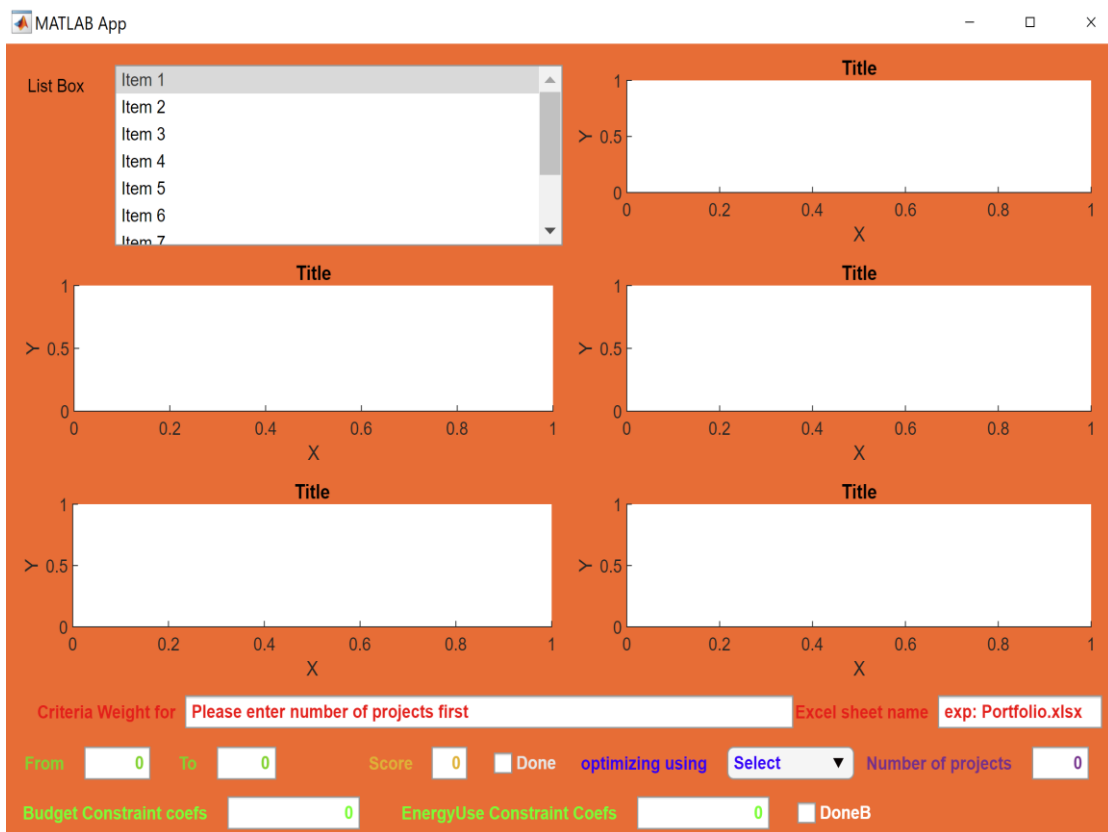 MATLAB App
List Box
Item 1
Item 2
Item 3
Item 4
Item 5
Item 6
Item 7
Title
1
Y 0.5
0
0 0.2 0.4 0.6 0.8 1
X
Title
1
Y 0.5
0
0 0.2 0.4 0.6 0.8 1
X
Title
1
Y 0.5
0
0 0.2 0.4 0.6 0.8 1
X
Title
1
Y 0.5
0
0 0.2 0.4 0.6 0.8 1
X
Title
1
Y 0.5
0
0 0.2 0.4 0.6 0.8 1
X
Criteria Weight for Please enter number of projects first Excel sheet name exp: Portfolio.xlsx
From 0 To 0 Score 0 Done optimizing using Select Number of projects 0
Budget Constraint coefs 0 EnergyUse Constraint Coefs 0 DoneB